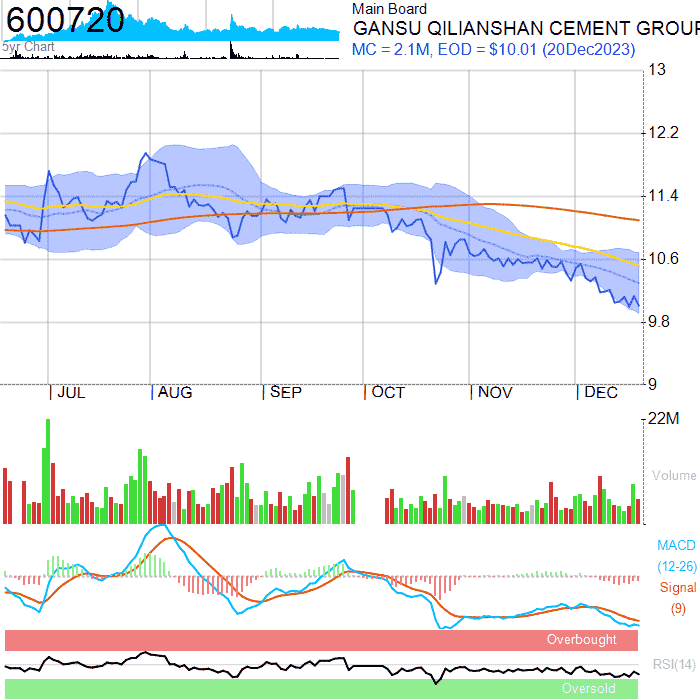 600720
5yr Chart
Main Board
GANSU QILIANSHAN CEMENT GROUP
MC = 2.1M, EOD = $10.01 (20Dec2023)
13
12.2
11.4
10.6
9.8
9
JUL AUG SEP OCT NOV DEC
22M
Volume
MACD
(12-26)
Signal
(9)
Overbought
RSI(14)
Oversold